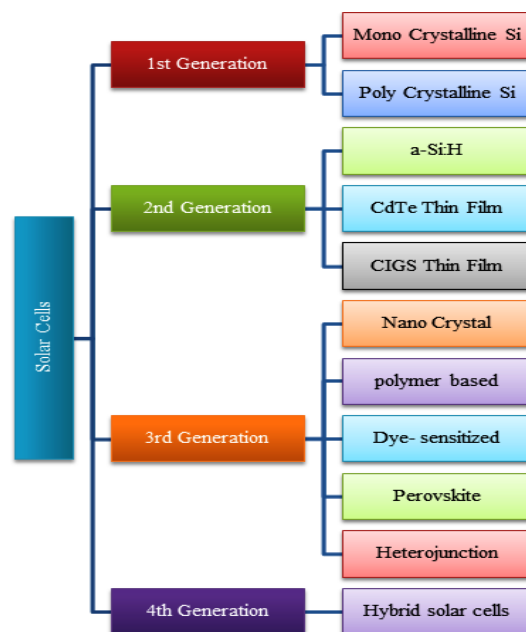 Solar Cells
1st Generation
Mono Crystalline Si
Poly Crystalline Si
2nd Generation
a-Si:H
CdTe Thin Film
CIGS Thin Film
3rd Generation
Nano Crystal
polymer based
Dye- sensitized
Perovskite
Heterojunction
4th Generation
Hybrid solar cells